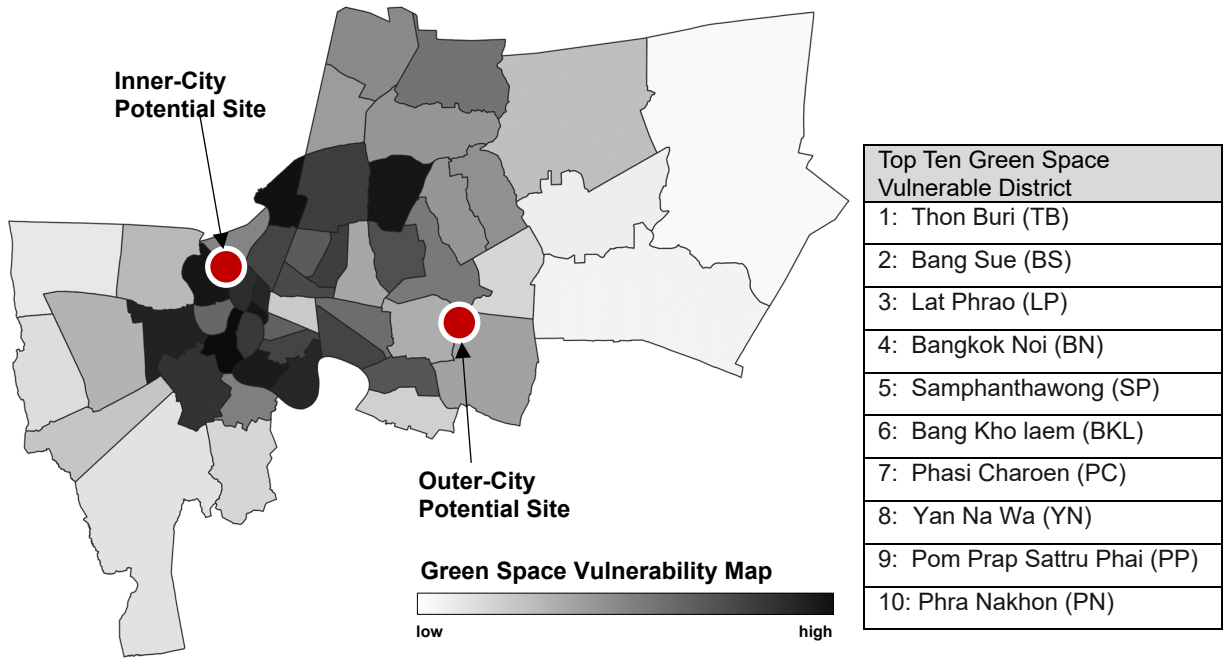 Inner-City
Potential Site
Outer-City
Potential Site
Green Space Vulnerability Map
low
high
Top Ten Green Space
Vulnerable District
1: Thon Buri (TB)
2: Bang Sue (BS)
3: Lat Phrao (LP)
4: Bangkok Noi (BN)
5: Samphanthawong (SP)
6: Bang Kho laem (BKL)
7: Phasi Charoen (PC)
8: Yan Na Wa (YN)
9: Pom Prap Sattru Phai (PP)
10: Phra Nakhon (PN)